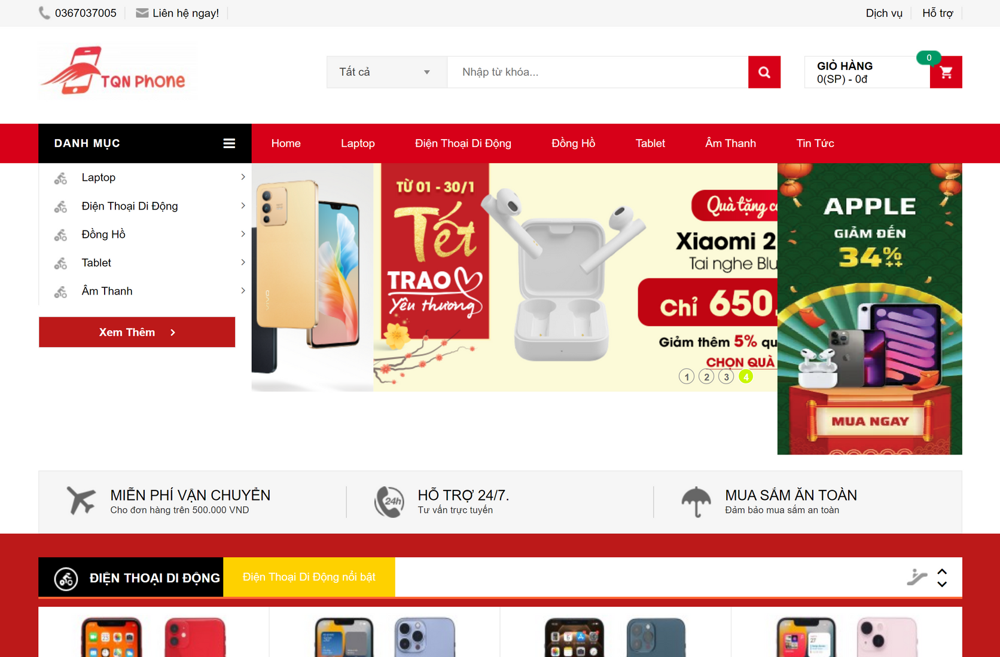 0367037005
Liên hệ ngay!
Dịch vụ
Hỗ trợ
TQN PHONE
Tất cả
Nhập từ khóa...
GIỎ HÀNG
0(SP) - 0đ
0
DANH MỤC
Home
Laptop
Điện Thoại Di Động
Đồng Hồ
Tablet
Âm Thanh
Tin Tức
Laptop
Điện Thoại Di Động
Đồng Hồ
Tablet
Âm Thanh
Xem Thêm
vivo
TỪ 01 - 30/1
Tết
TRAO
Yêu thương
Quà tặng
Xiaomi 2
Tai nghe Blu
Chỉ 650.
Giảm thêm 5% qu
CHỌN QUÀ
1 2 3 4
APPLE
GIẢM ĐẾN
34%++
MUA NGAY
MIỄN PHÍ VẬN CHUYỂN
Cho đơn hàng trên 500.000 VND
24h
HỖ TRỢ 24/7.
Tư vấn trực tuyến
MUA SẮM ĂN TOÀN
Đảm bảo mua sắm an toàn
ĐIỆN THOẠI DI ĐỘNG
Điện Thoại Di Động nổi bật